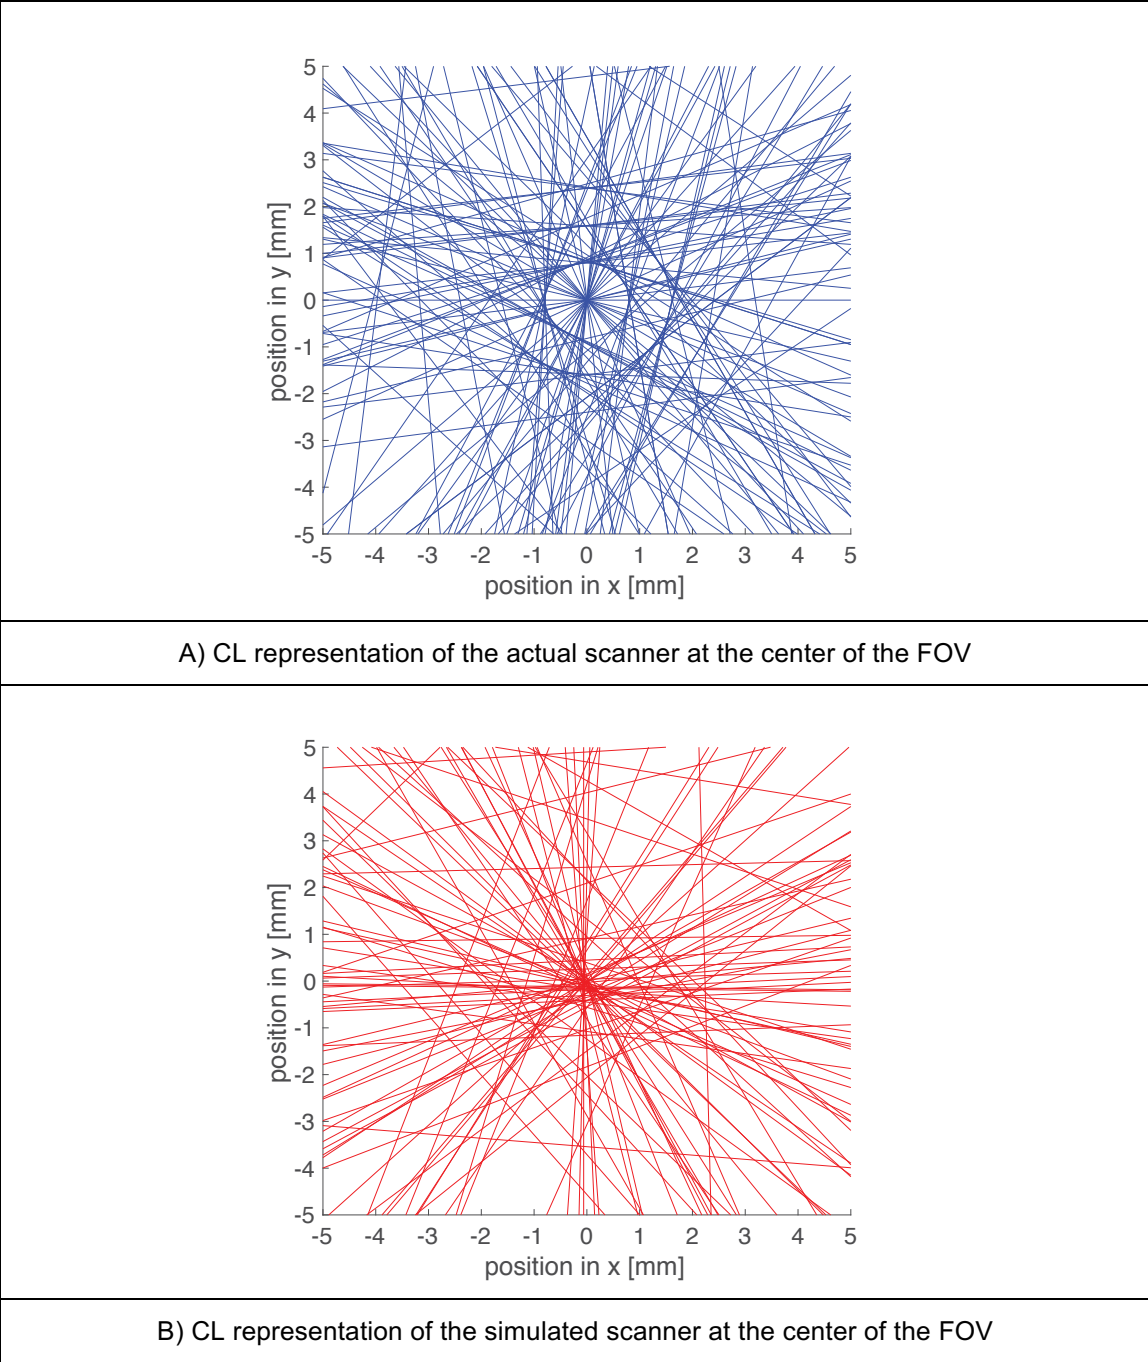 5
4
3
2
1
0
-1
-2
-3
-4
-5
position in y [mm]
-5 -4 -3 -2 -1 0 1 2 3 4 5
position in x [mm]
A) CL representation of the actual scanner at the center of the FOV
5
4
3
2
1
0
-1
-2
-3
-4
-5
position in y [mm]
-5 -4 -3 -2 -1 0 1 2 3 4 5
position in x [mm]
B) CL representation of the simulated scanner at the center of the FOV